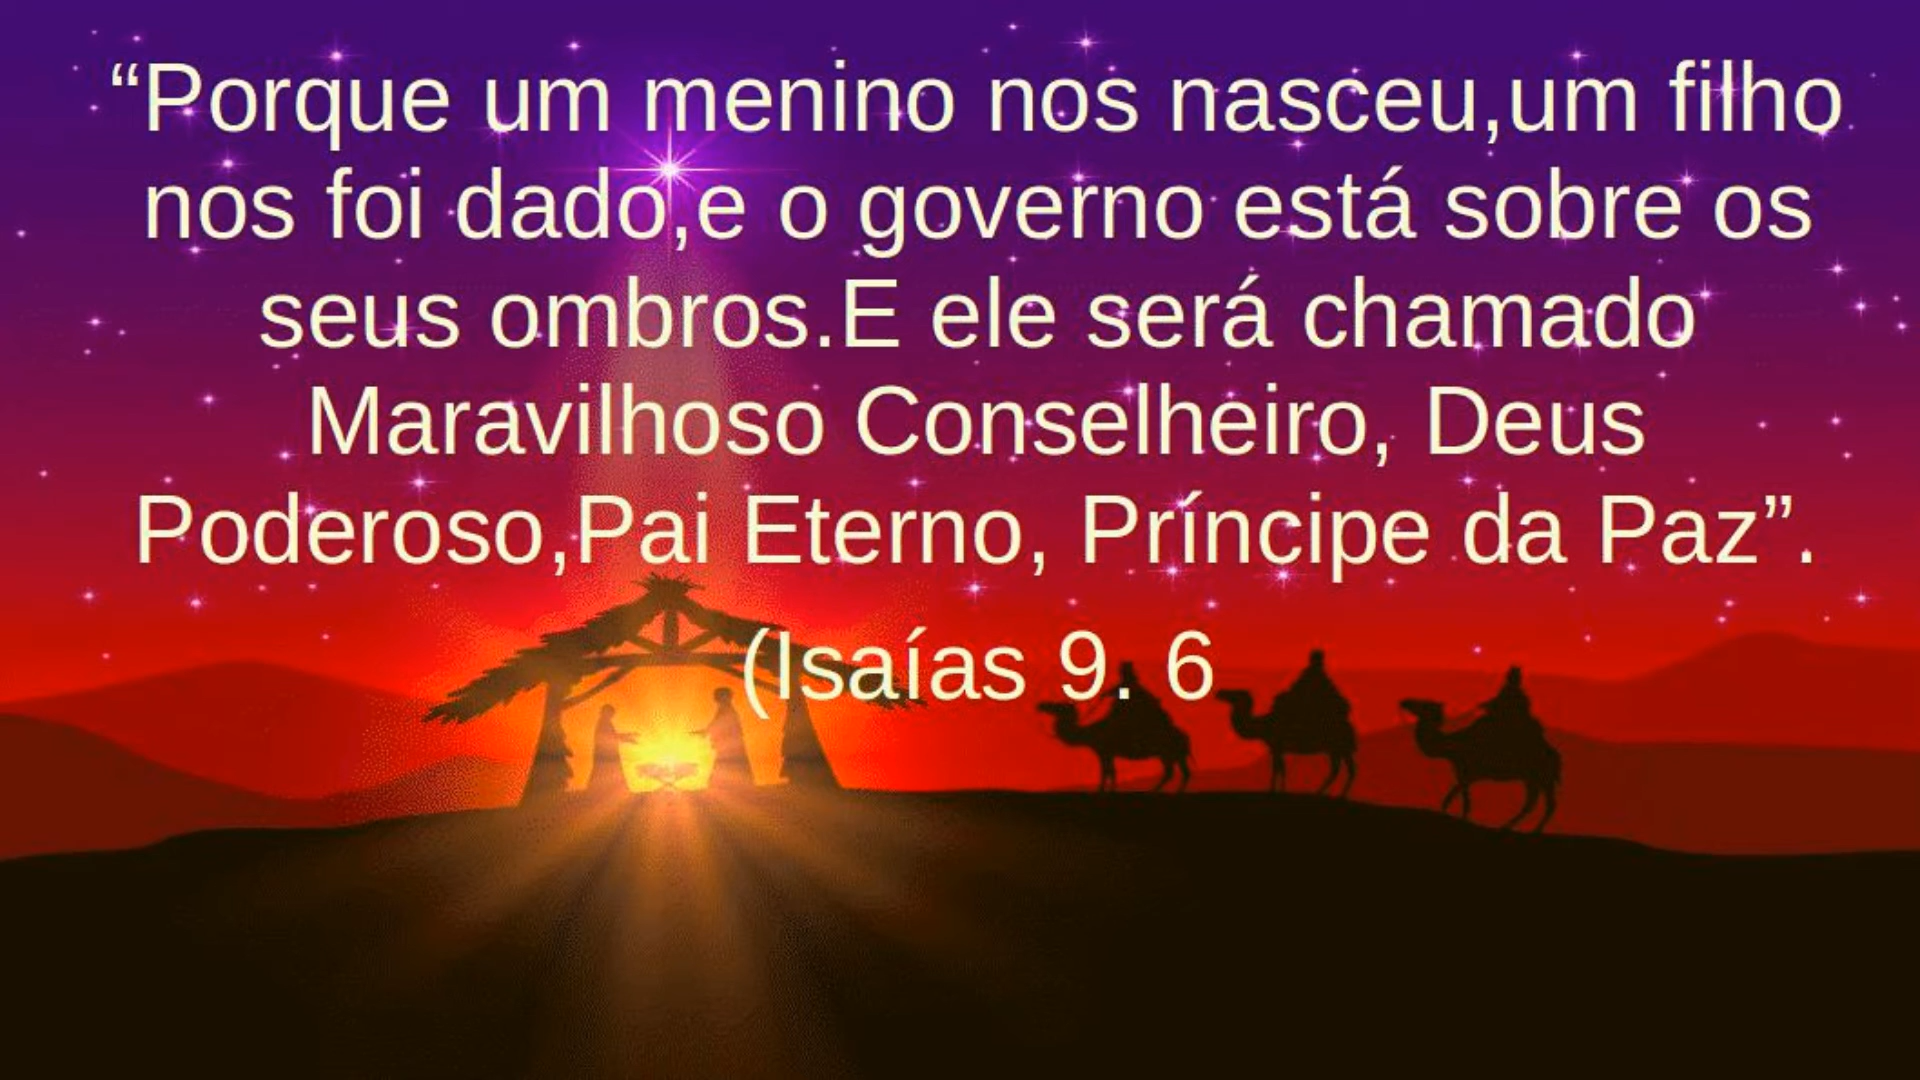 “Porque um menino nos nasceu,um filho
nos foi dado,e o governo está sobre os
seus ombros.E ele será chamado
Maravilhoso Conselheiro, Deus
Poderoso,Pai Eterno, Príncipe da Paz”.
(Isaías 9. 6